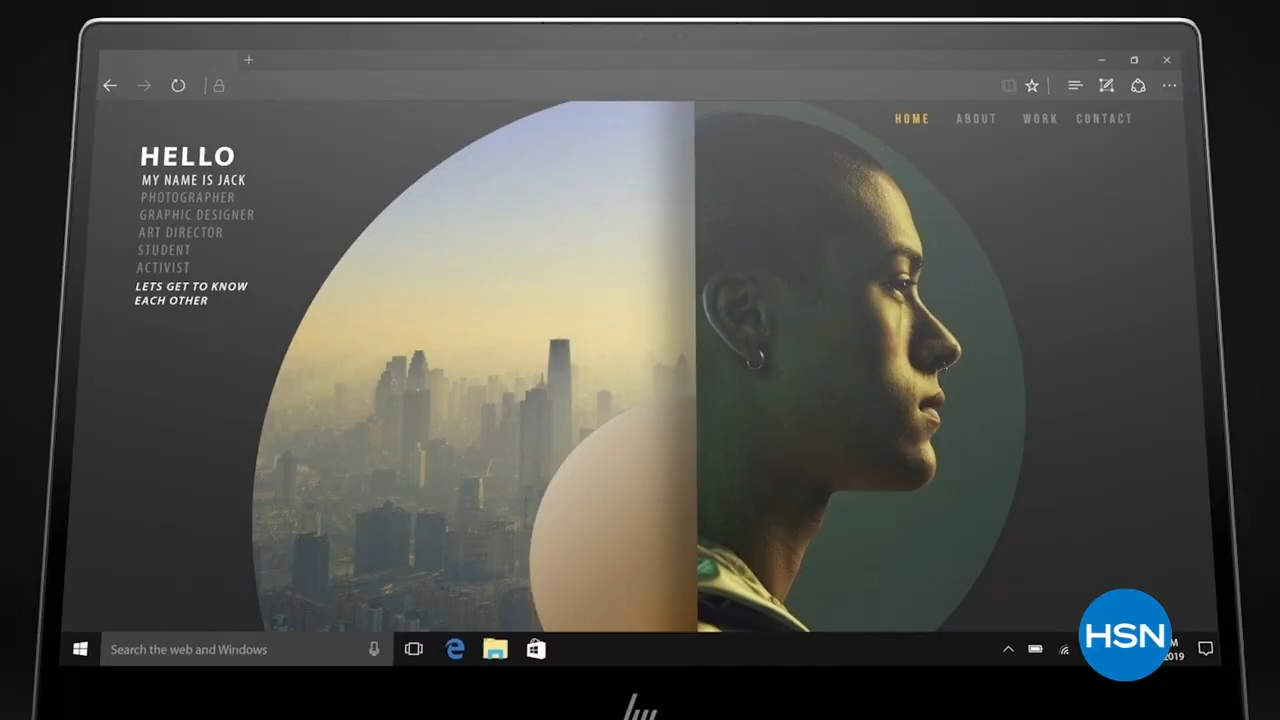 HOME ABOUT WORK CONTACT
HELLO
MY NAME IS JACK
PHOTOGRAPHER
GRAPHIC DESIGNER
ART DIRECTOR
STUDENT
ACTIVIST
LETS GET TO KNOW
EACH OTHER
Search the web and Windows
HSN
M
2019
hp